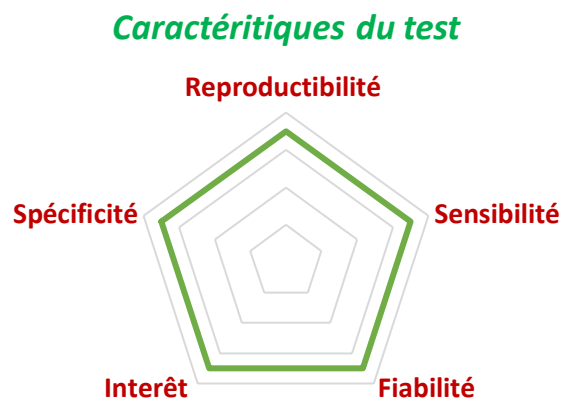 Caractéritiques du test
Reproductibilité
Spécificité
Sensibilité
Interêt
Fiabilité